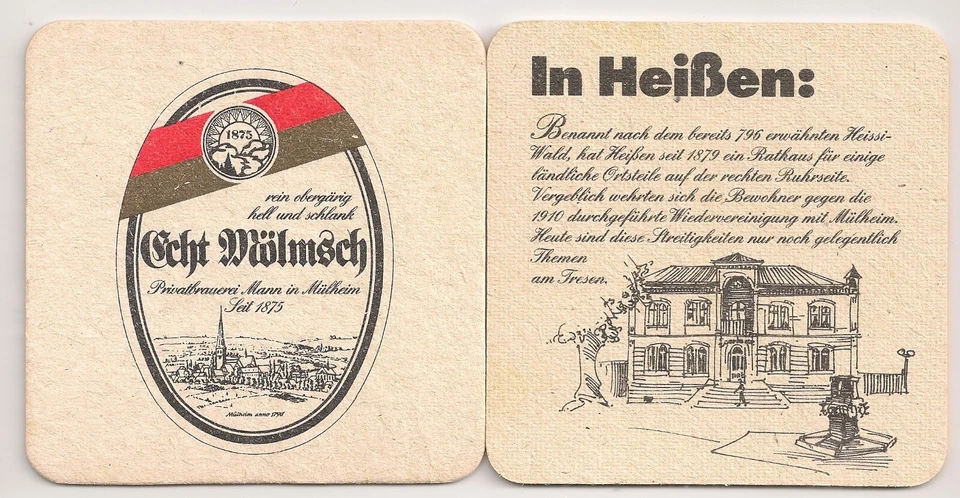 1875
rein obergärig
hell und schlank
Echt Mölmsch
Privatbrauerei Mann in Mülheim
Seit 1875
Mülheim anno 1796
In Heißen:
Benannt nach dem bereits 796 erwähnten Heissi-
Wald, hat Heißen seit 1879 ein Rathaus für einige
ländliche Ortsteile auf der rechten Ruhrseite.
Vergeblich wehrten sich die Bewohner gegen die
1910 durchgeführte Wiedervereinigung mit Mülheim.
Heute sind diese Streitigkeiten nur noch gelegentlich
Themen
am Tresen.